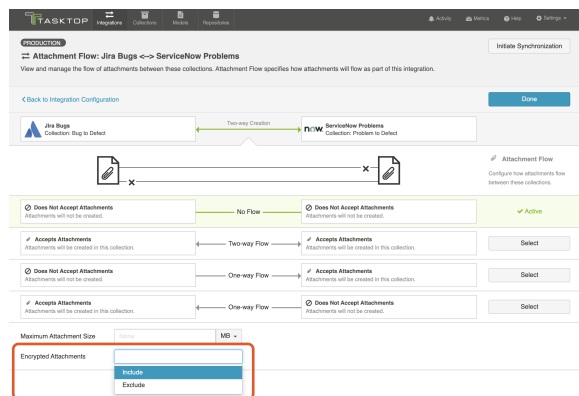 TASKTOP
Integrations
Collections
Models
Repositories
Activity
Metrics
Help
Settings
PRODUCTION
Attachment Flow: Jira Bugs <--> ServiceNow Problems
View and manage the flow of attachments between these collections. Attachment Flow specifies how attachments will flow as part of this integration.
Initiate Synchronization
Back to Integration Configuration
Done
Jira Bugs
Collection: Bug to Defect
Two-way Creation
now
ServiceNow Problems
Collection: Problem to Defect
Attachment Flow
Configure how attachments flow
between these collections.
Does Not Accept Attachments
Attachments will not be created.
No Flow
Does Not Accept Attachments
Attachments will not be created.
Active
Accepts Attachments
Attachments will be created in this collection.
Two-way Flow
Accepts Attachments
Attachments will be created in this collection.
Select
Does Not Accept Attachments
Attachments will not be created.
One-way Flow
Accepts Attachments
Attachments will be created in this collection.
Select
Accepts Attachments
Attachments will be created in this collection.
One-way Flow
Does Not Accept Attachments
Attachments will not be created.
Select
Maximum Attachment Size
None
MB
Encrypted Attachments
Include
Exclude